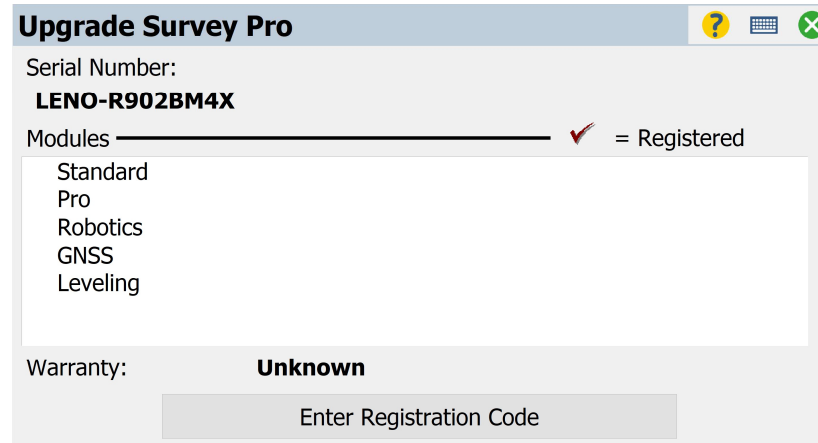 Upgrade Survey Pro
Serial Number:
LENO-R902BM4X
Modules = Registered
Standard
Pro
Robotics
GNSS
Leveling
Warranty: Unknown
Enter Registration Code